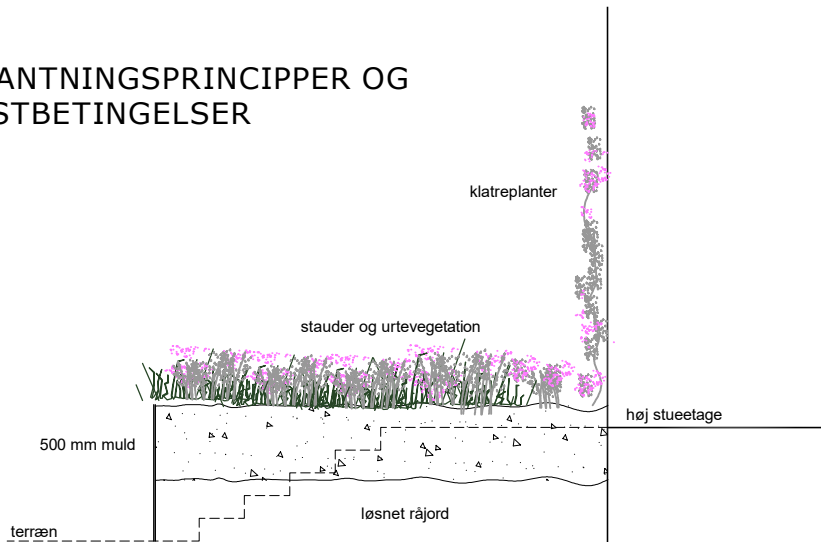 ANTNINGSPRINCIPPER OG
STBETINGELSER
klatreplanter
stauder og urtevegetation
høj stueetage
500 mm muld
løsnet råjord
terræn